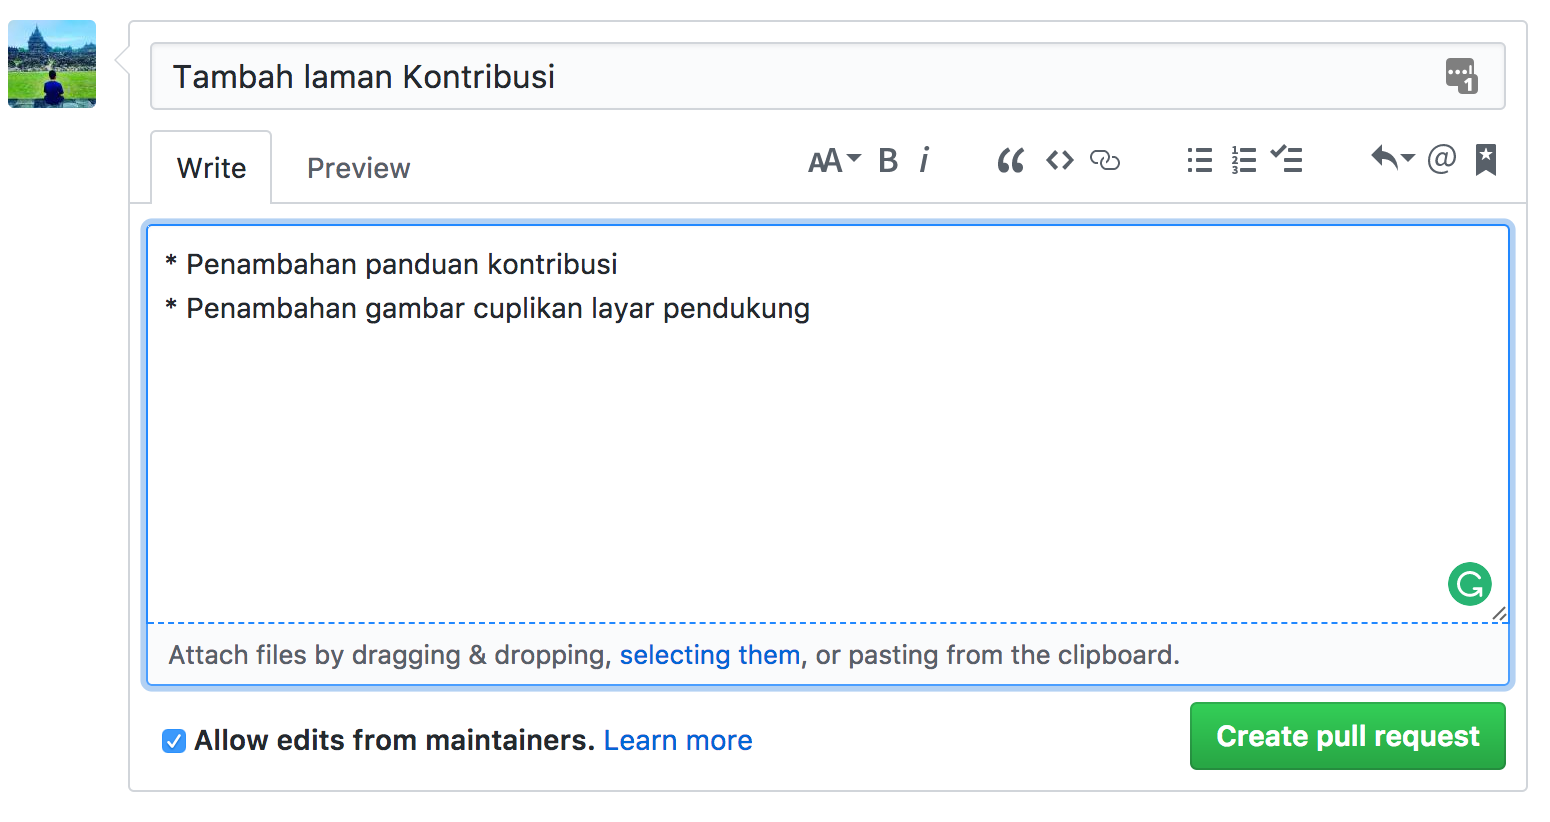 Tambah laman Kontribusi
1
Write Preview
AA B i
* Penambahan panduan kontribusi
* Penambahan gambar cuplikan layar pendukung
Attach files by dragging & dropping, selecting them, or pasting from the clipboard.
Allow edits from maintainers. Learn more
Create pull request